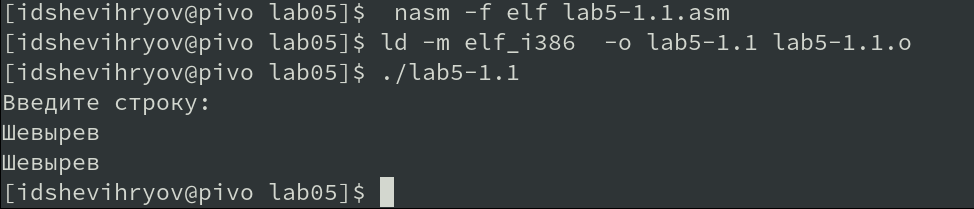 [idshevihryov@pivo lab05]$  nasm -f elf lab5-1.1.asm
[idshevihryov@pivo lab05]$ ld -m elf_i386  -o lab5-1.1 lab5-1.1.o
[idshevihryov@pivo lab05]$ ./lab5-1.1
Введите строку:
Шевырев
Шевырев
[idshevihryov@pivo lab05]$